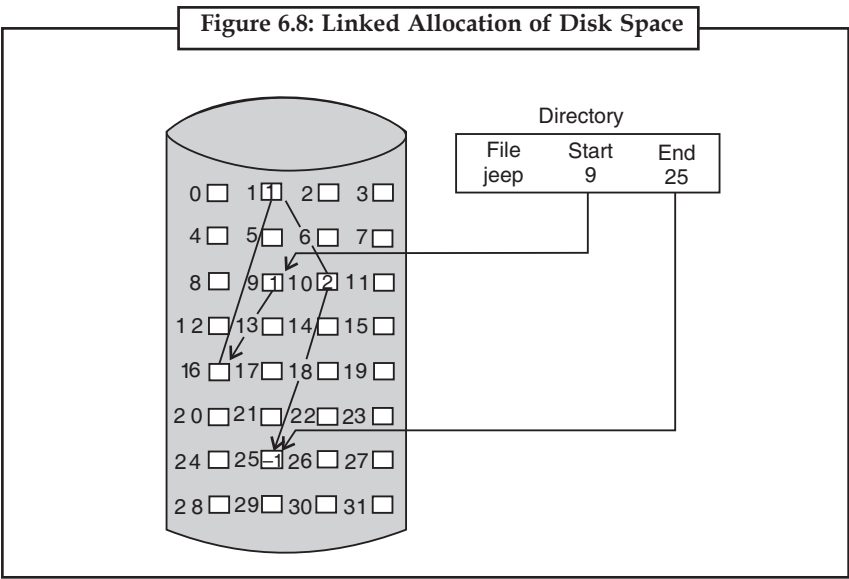 Figure 6.8: Linked Allocation of Disk Space
Directory
File Start End
jeep 9 25
0 1 1 2 3
4 5 6 7
8 9 1 10 2 11
12 13 14 15
16 17 18 19
20 21 22 23
24 25 -1 26 27
28 29 30 31